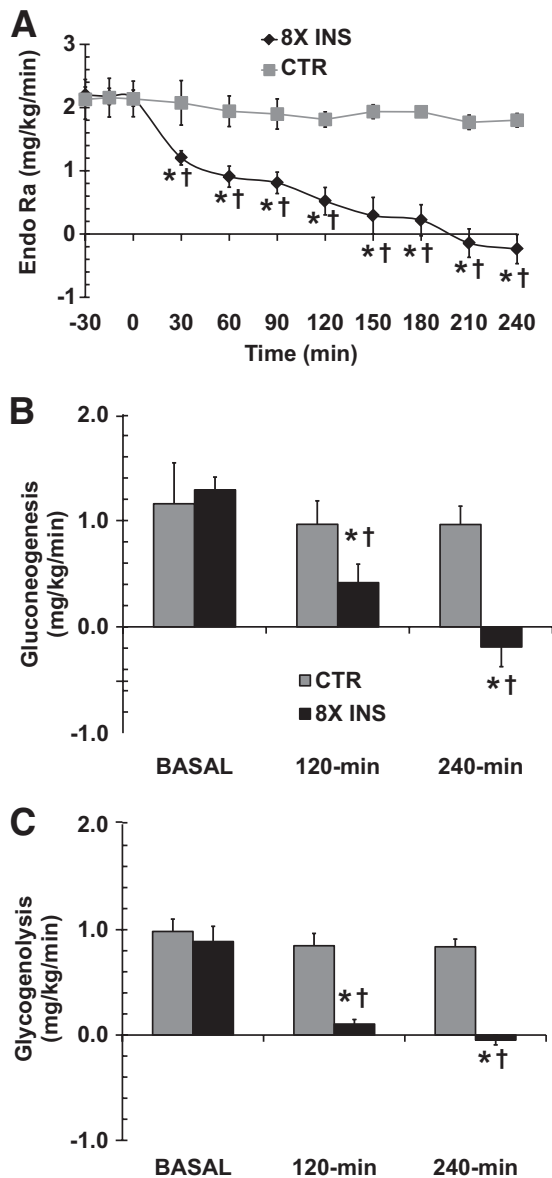 A
8X INS
CTR
Endo Ra (mg/kg/min)
3
2
1
0
-1
*† *† *† *† *† *† *† *†
-30 0 30 60 90 120 150 180 210 240
Time (min)
B
Gluconeogenesis
(mg/kg/min)
2.0
1.0
0.0
-1.0
*†
*†
CTR
8X INS
BASAL 120-min 240-min
C
Glycogenolysis
(mg/kg/min)
2.0
1.0
0.0
-1.0
*†
*†
BASAL 120-min 240-min